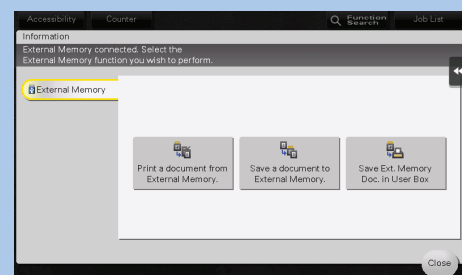 Accessibility
Counter
Function
Search
Job List
Information
External Memory connected. Select the
External Memory function you wish to perform.
External Memory
Print a document from
External Memory.
Save a document to
External Memory.
Save Ext. Memory
Doc. in User Box
Close